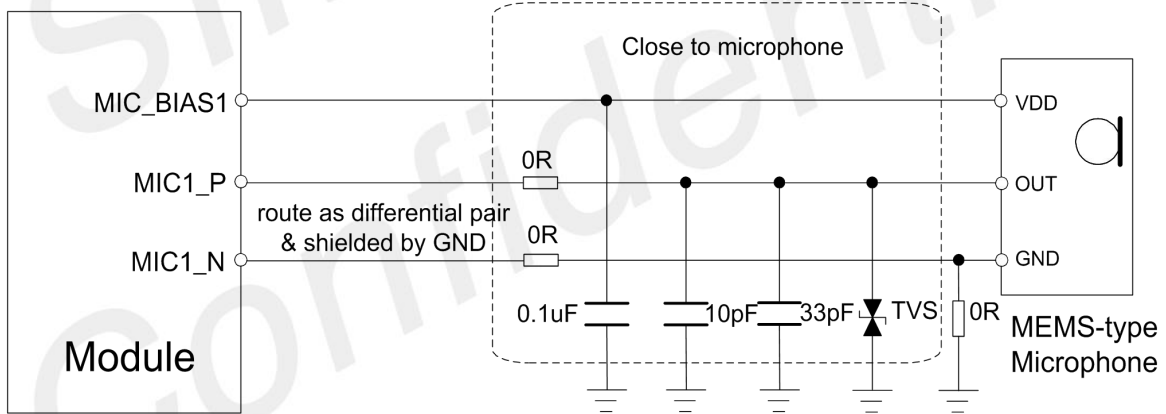 Close to microphone
MIC_BIAS1
VDD
0R
MIC1_P
OUT
route as differential pair
& shielded by GND
0R
MIC1_N
GND
0.1uF
10pF
33pF
TVS
0R
Module
MEMS-type
Microphone
Confidenti